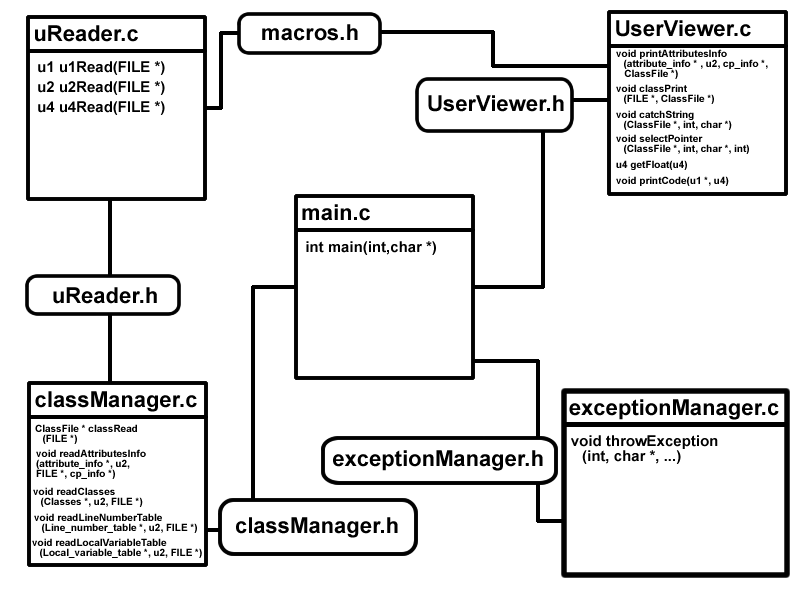 uReader.c
u1 u1Read(FILE *)
u2 u2Read(FILE *)
u4 u4Read(FILE *)
macros.h
UserViewer.c
void printAttributesInfo
(attribute_info * , u2, cp_info *,
ClassFile *)
void classPrint
(FILE *, ClassFile *)
void catchString
(ClassFile *, int, char *)
void selectPointer
(ClassFile *, int, char *, int)
u4 getFloat(u4)
void printCode(u1 *, u4)
UserViewer.h
main.c
int main(int,char *)
uReader.h
classManager.c
ClassFile * classRead
(FILE *)
void readAttributesInfo
(attribute_info *, u2,
FILE *, cp_info *)
void readClasses
(Classes *, u2, FILE *)
void readLineNumberTable
(Line_number_table *, u2, FILE *)
void readLocalVariableTable
(Local_variable_table *, u2, FILE *)
classManager.h
exceptionManager.h
exceptionManager.c
void throwException
(int, char *, ...)